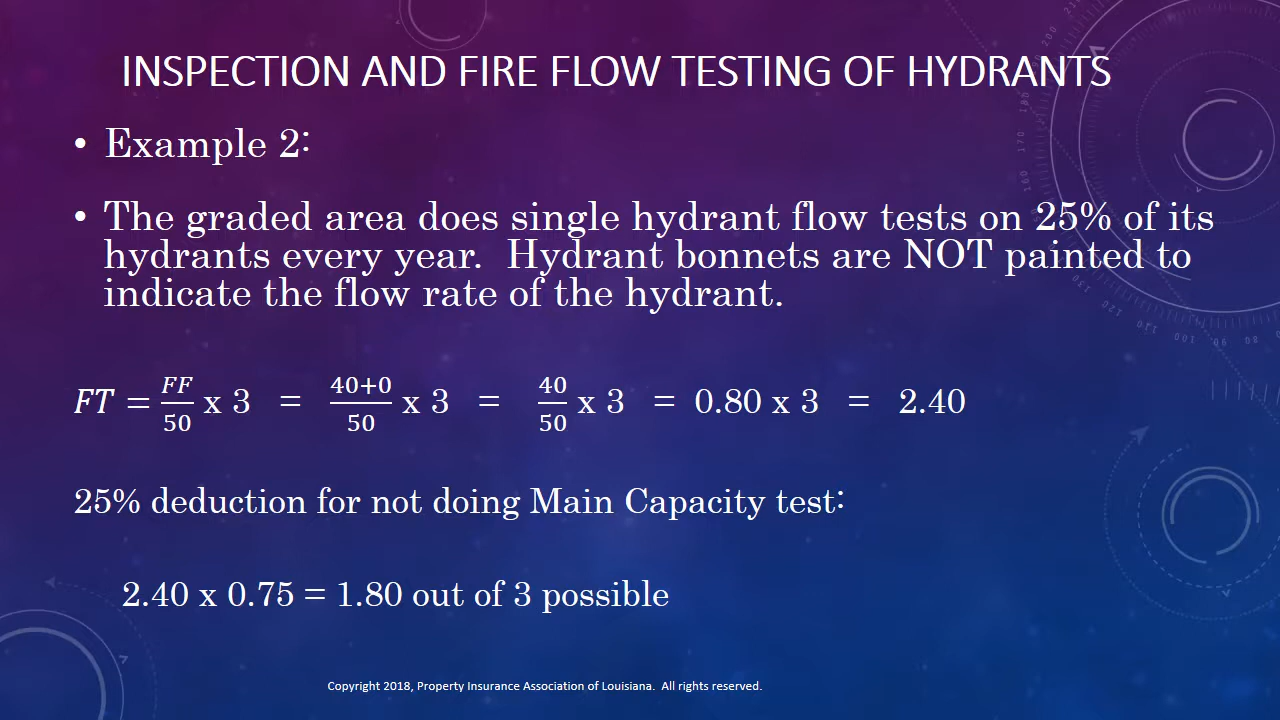 INSPECTION AND FIRE FLOW TESTING OF HYDRANTS
• Example 2:
• The graded area does single hydrant flow tests on 25% of its
hydrants every year.  Hydrant bonnets are NOT painted to
indicate the flow rate of the hydrant.
FT = FF/50 x 3 = 40+0/50 x 3 = 40/50 x 3 = 0.80 x 3 = 2.40
25% deduction for not doing Main Capacity test:
2.40 x 0.75 = 1.80 out of 3 possible
Copyright 2018, Property Insurance Association of Louisiana.  All rights reserved.